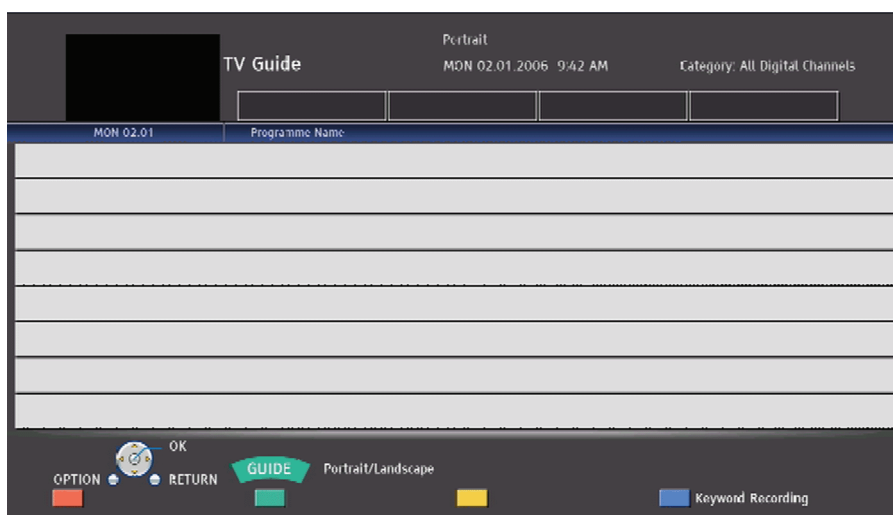 Portrait
TV Guide
MON 02.01.2006 9:42 AM
Category: All Digital Channels
MON 02.01
Programme Name
OK
OPTION
RETURN
GUIDE
Portrait/Landscape
Keyword Recording